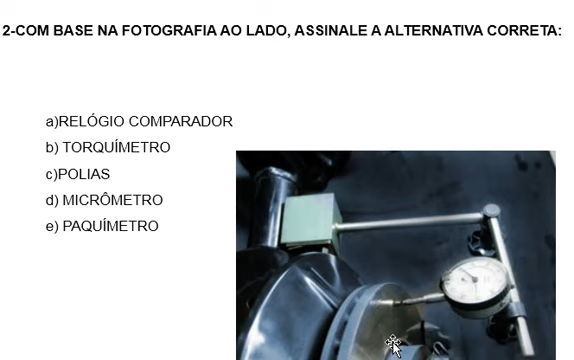 2-COM BASE NA FOTOGRAFIA AO LADO, ASSINALE A ALTERNATIVA CORRETA:
a)RELÓGIO COMPARADOR
b) TORQUÍMETRO
c)POLIAS
d) MICRÔMETRO
e) PAQUÍMETRO